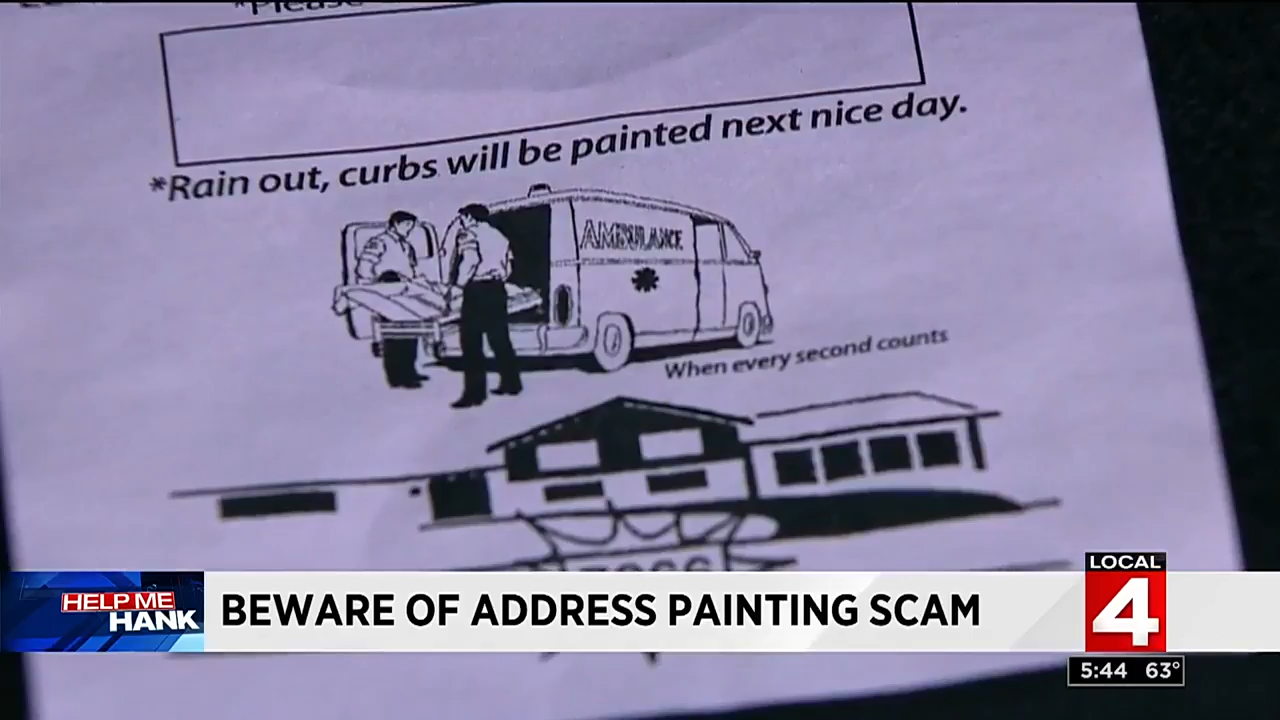 *Please
*Rain out, curbs will be painted next nice day.
AMBULANCE
When every second counts
HELP ME
HANK
BEWARE OF ADDRESS PAINTING SCAM
LOCAL
4
5:44 63°